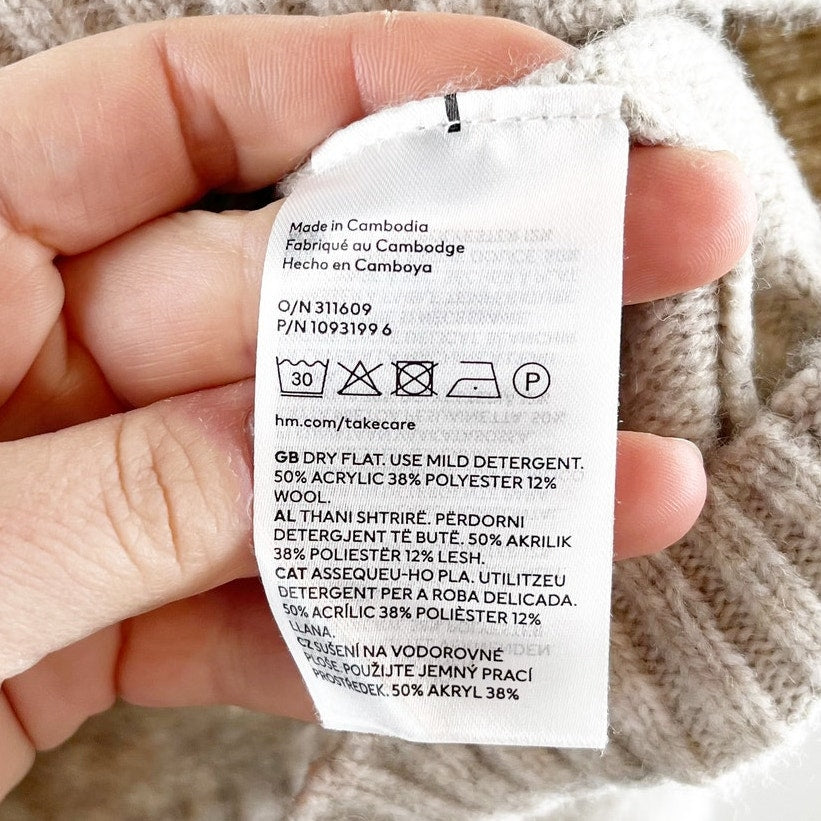 Made in Cambodia
Fabriqué au Cambodge
Hecho en Camboya
O/N 311609
P/N 1093199 6
30 P
hm.com/takecare
GB DRY FLAT. USE MILD DETERGENT.
50% ACRYLIC 38% POLYESTER 12%
WOOL.
AL THANI SHTRIRË. PËRDORNI
DETERGJENT TË BUTË. 50% AKRILIK
38% POLIESTËR 12% LESH.
CAT ASSEQUEU-HO PLA. UTILITZEU
DETERGENT PER A ROBA DELICADA.
50% ACRÍLIC 38% POLIÈSTER 12%
LLANA.
CZ SUŠENÍ NA VODOROVNÉ
PLOŠE. POUŽIJTE JEMNÝ PRACÍ
PROSTŘEDEK. 50% AKRYL 38%